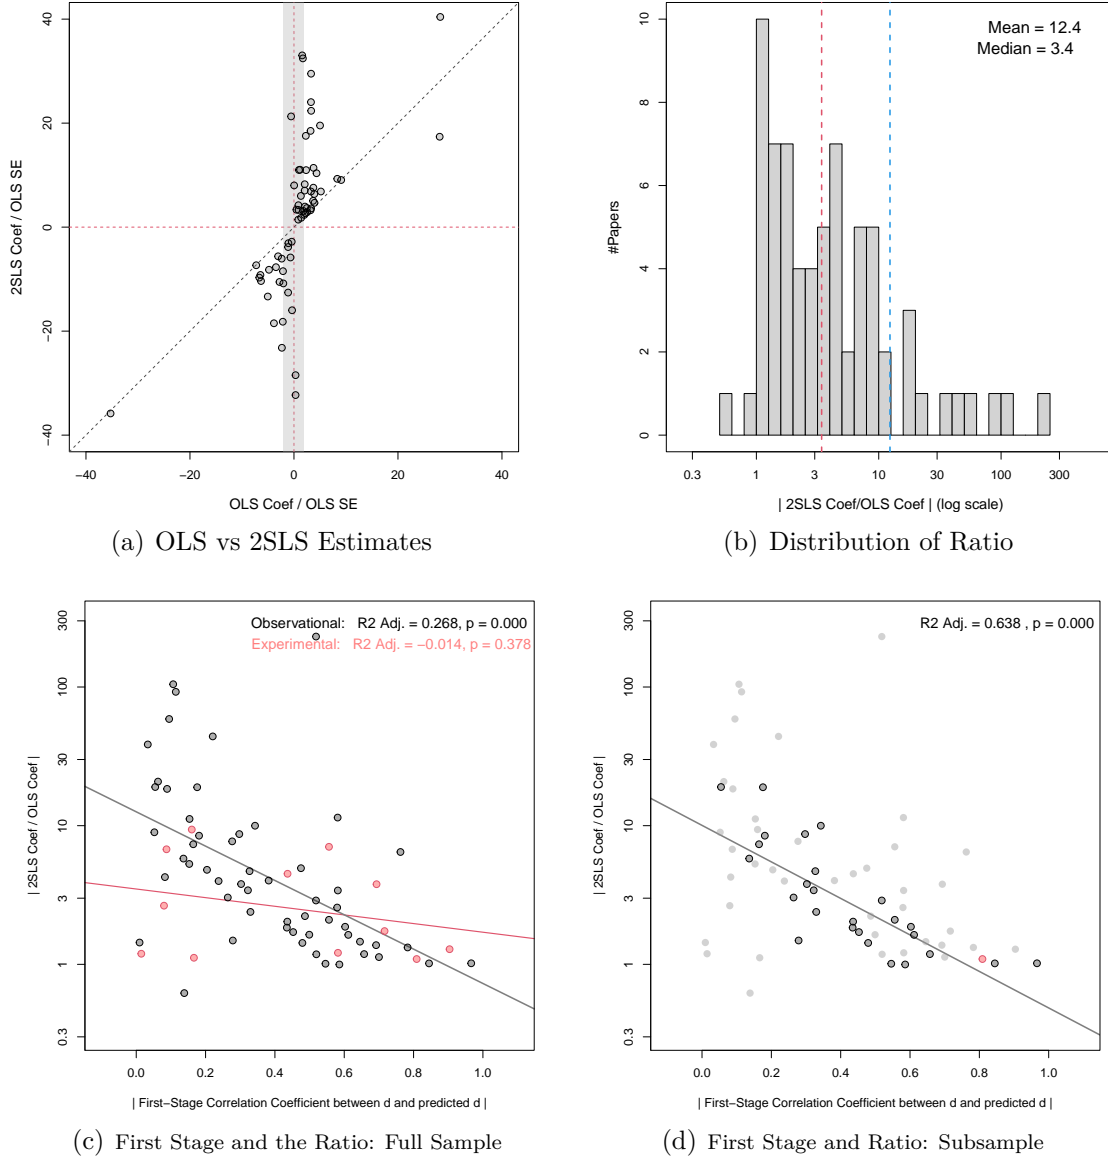 40
20
0
−20
−40
2SLS Coef / OLS SE
−40 −20 0 20 40
OLS Coef / OLS SE
(a) OLS vs 2SLS Estimates
Mean = 12.4
Median = 3.4
10
8
6
4
2
0
#Papers
0.3 1 3 10 30 100 300
| 2SLS Coef/OLS Coef | (log scale)
(b) Distribution of Ratio
Observational: R2 Adj. = 0.268, p = 0.000
Experimental: R2 Adj. = −0.014, p = 0.378
300
100
30
10
3
1
0.3
| 2SLS Coef / OLS Coef |
0.0 0.2 0.4 0.6 0.8 1.0
| First−Stage Correlation Coefficient between d and predicted d |
(c) First Stage and the Ratio: Full Sample
R2 Adj. = 0.638 , p = 0.000
300
100
30
10
3
1
0.3
| 2SLS Coef / OLS Coef |
0.0 0.2 0.4 0.6 0.8 1.0
| First−Stage Correlation Coefficient between d and predicted d |
(d) First Stage and Ratio: Subsample